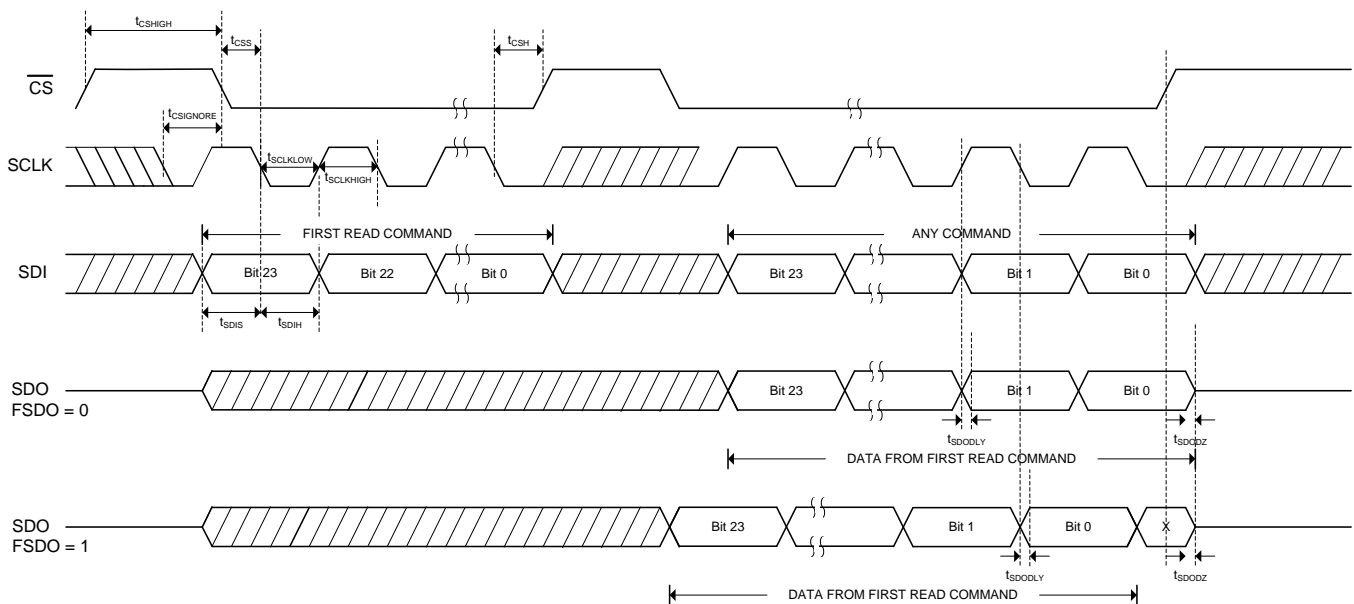 tCSHIGH
tCSS
tCSH
CS
tCSIGNORE
SCLK
tSCLKLOW
tSCLKHIGH
FIRST READ COMMAND
ANY COMMAND
SDI
Bit 23
Bit 22
Bit 0
Bit 23
Bit 1
Bit 0
tSDIS
tSDIH
SDO
FSDO = 0
Bit 23
Bit 1
Bit 0
tSDODLY
tSDODZ
DATA FROM FIRST READ COMMAND
SDO
FSDO = 1
Bit 23
Bit 1
Bit 0
X
tSDODLY
tSDODZ
DATA FROM FIRST READ COMMAND